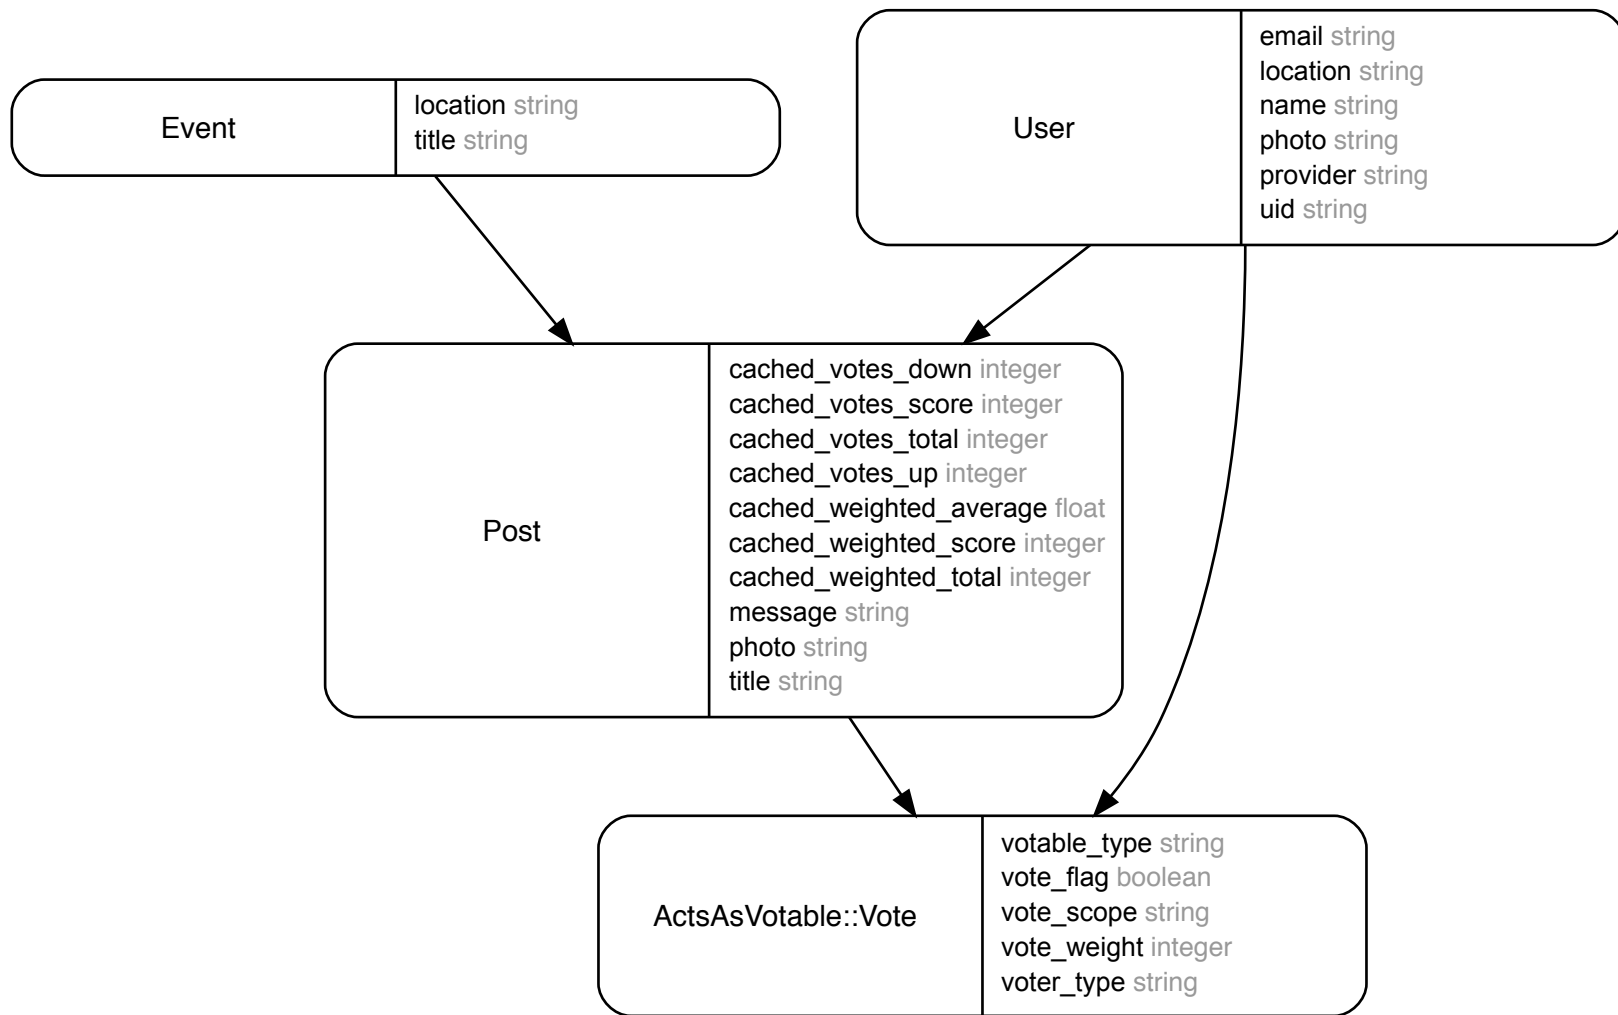 Event
location string
title string
User
email string
location string
name string
photo string
provider string
uid string
Post
cached_votes_down integer
cached_votes_score integer
cached_votes_total integer
cached_votes_up integer
cached_weighted_average float
cached_weighted_score integer
cached_weighted_total integer
message string
photo string
title string
ActsAsVotable::Vote
votable_type string
vote_flag boolean
vote_scope string
vote_weight integer
voter_type string